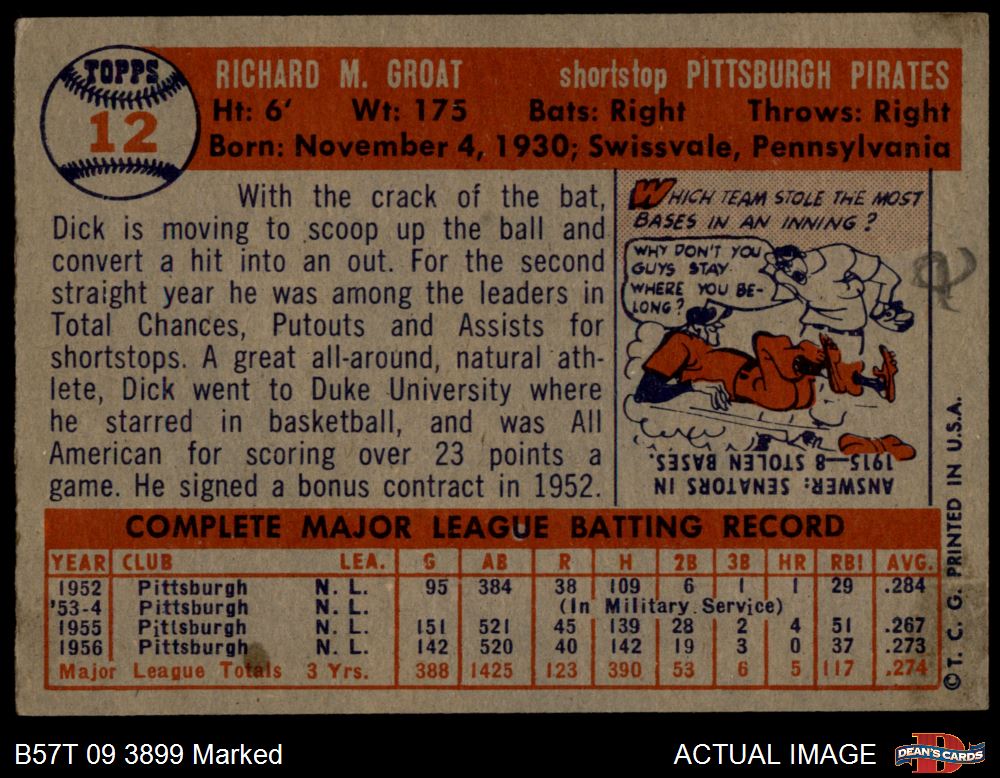 TOPPS
12
RICHARD M. GROAT shortstop PITTSBURGH PIRATES
Ht: 6' Wt: 175 Bats: Right Throws: Right
Born: November 4, 1930; Swissvale, Pennsylvania
With the crack of the bat,
Dick is moving to scoop up the ball and
convert a hit into an out. For the second
straight year he was among the leaders in
Total Chances, Putouts and Assists for
shortstops. A great all-around, natural ath-
lete, Dick went to Duke University where
he starred in basketball, and was All
American for scoring over 23 points a
game. He signed a bonus contract in 1952.
WHICH TEAM STOLE THE MOST
BASES IN AN INNING?
WHY DON'T YOU
GUYS STAY
WHERE YOU BE-
LONG?
ANSWER: SENATORS IN
1915—8 STOLEN BASES.
COMPLETE MAJOR LEAGUE BATTING RECORD
YEAR CLUB LEA. G AB R H 2B 3B HR RBI AVG.
1952 Pittsburgh N. L. 95 384 38 109 6 1 1 29 .284
'53-4 Pittsburgh N. L. (In Military Service)
1955 Pittsburgh N. L. 151 521 45 139 28 2 4 51 .267
1956 Pittsburgh N. L. 142 520 40 142 19 3 0 37 .273
Major League Totals 3 Yrs. 388 1425 123 390 53 6 5 117 .274
© T. C. G. PRINTED IN U.S.A.
B57T 09 3899 Marked
ACTUAL IMAGE
DEAN'S CARDS